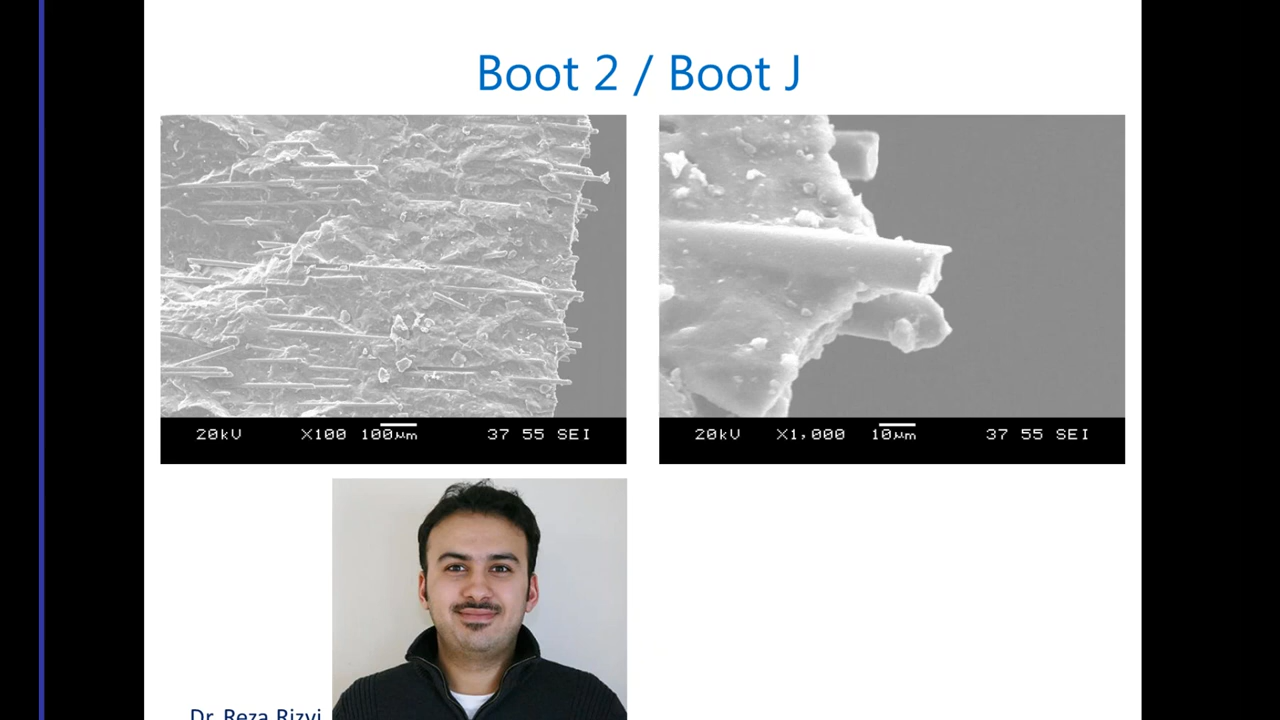 Boot 2 / Boot J
20kV X100 100µm 37 55 SEI
20kV X1,000 10µm 37 55 SEI
Dr. Reza Rizvi